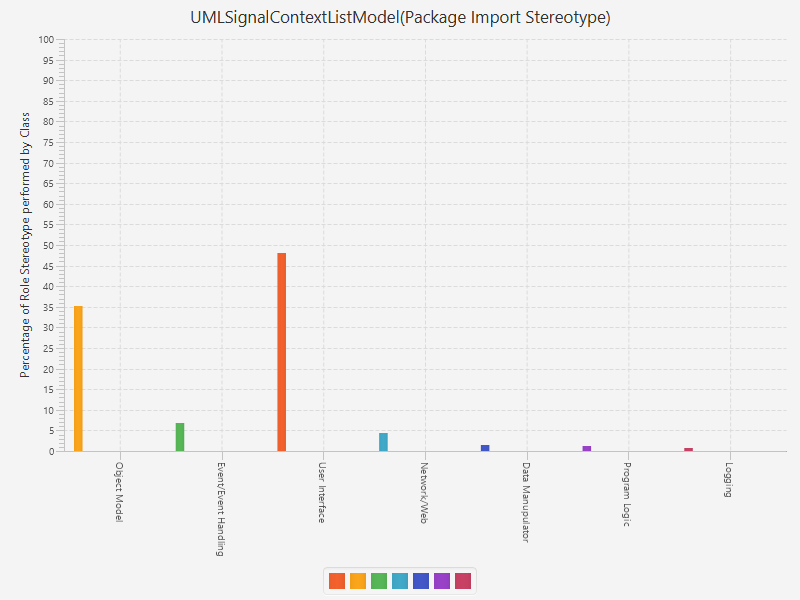 UMLSignalContextListModel(Package Import Stereotype)
Percentage of Role Stereotype performed by Class
100
95
90
85
80
75
70
65
60
55
50
45
40
35
30
25
20
15
10
5
0
Object Model
Event/Event Handling
User Interface
Network/Web
Data Manupulator
Program Logic
Logging